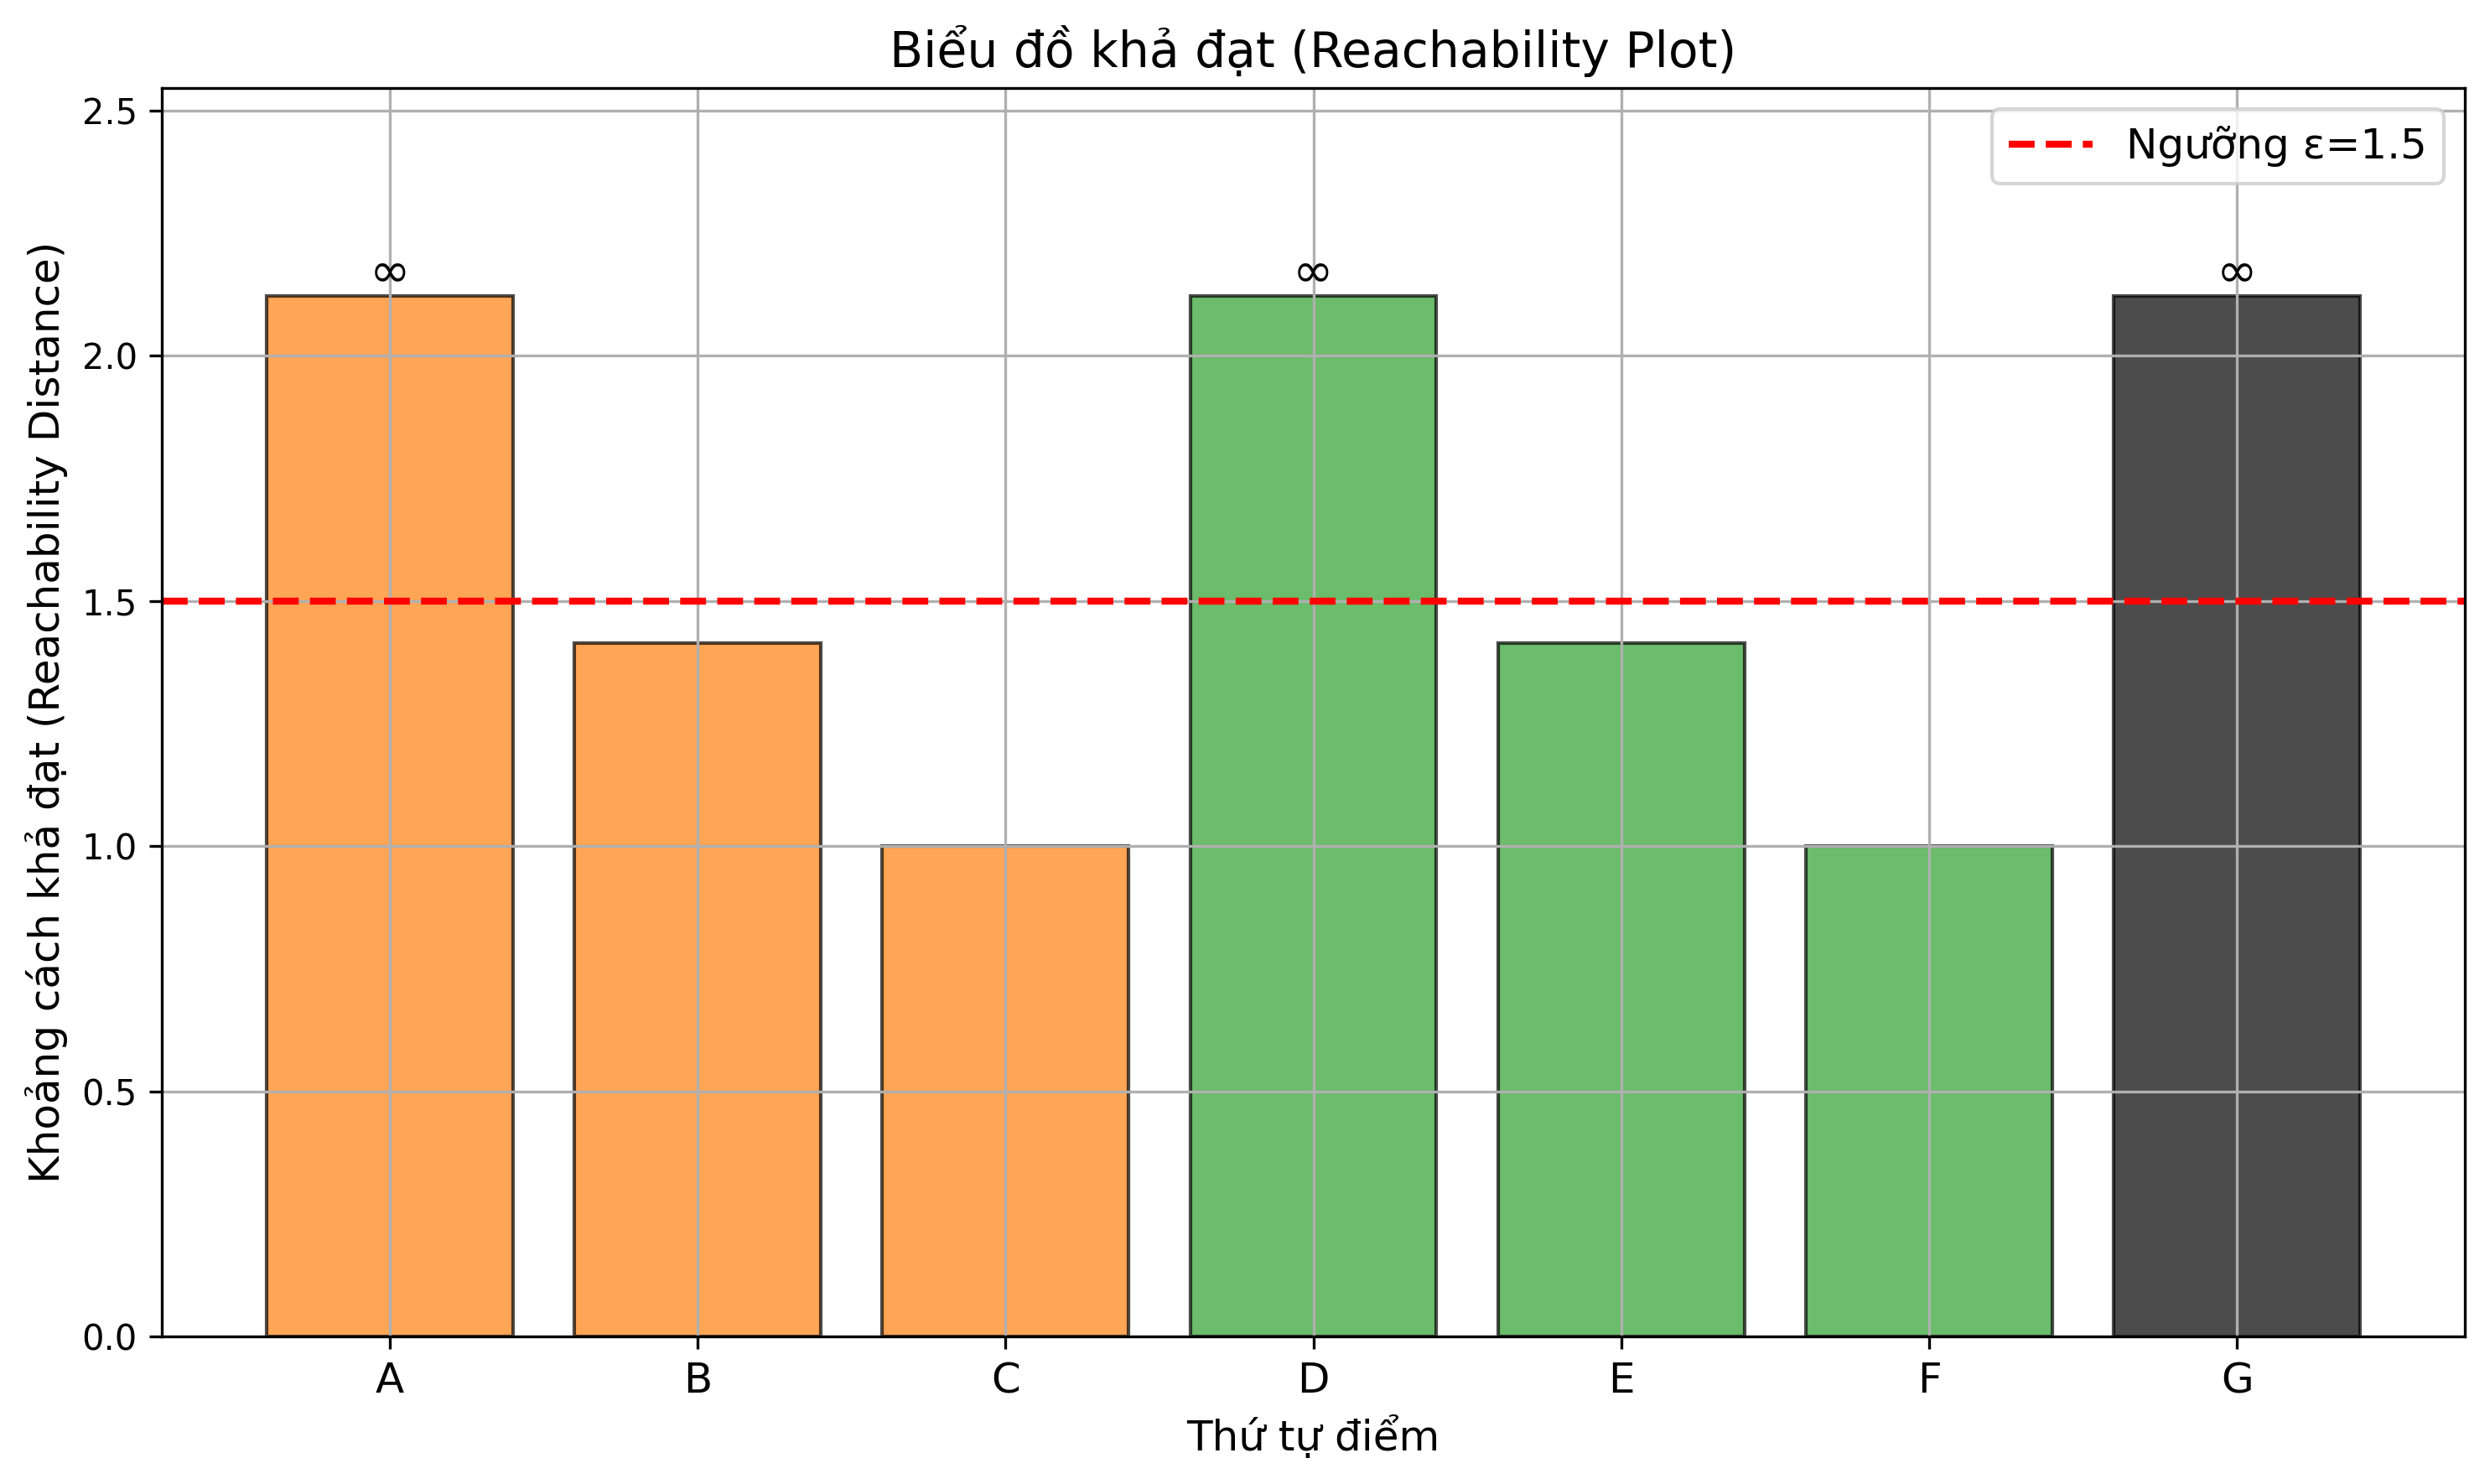 Biểu đồ khả đạt (Reachability Plot)
Ngưỡng ε=1.5
Khoảng cách khả đạt (Reachability Distance)
2.5
2.0
1.5
1.0
0.5
0.0
∞ ∞ ∞
A B C D E F G
Thứ tự điểm